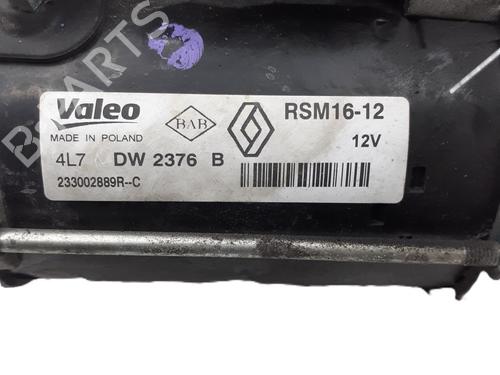 Valeo
MADE IN POLAND
BAB
RSM16-12
12V
4L7 DW 2376 B
233002889R--C